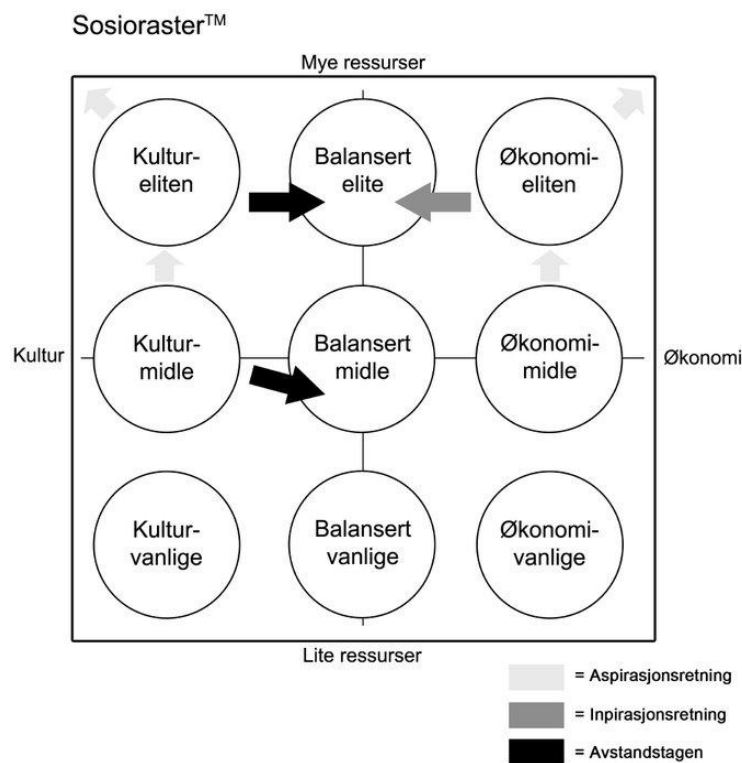 Sosioraster™
Mye ressurser
Kultur-
eliten
Balansert
elite
Økonomi-
eliten
Kultur
Kultur-
midle
Balansert
midle
Økonomi-
midle
Økonomi
Kultur-
vanlige
Balansert
vanlige
Økonomi-
vanlige
Lite ressurser
= Aspirasjonsretning
= Inpirasjonsretning
= Avstandstagen